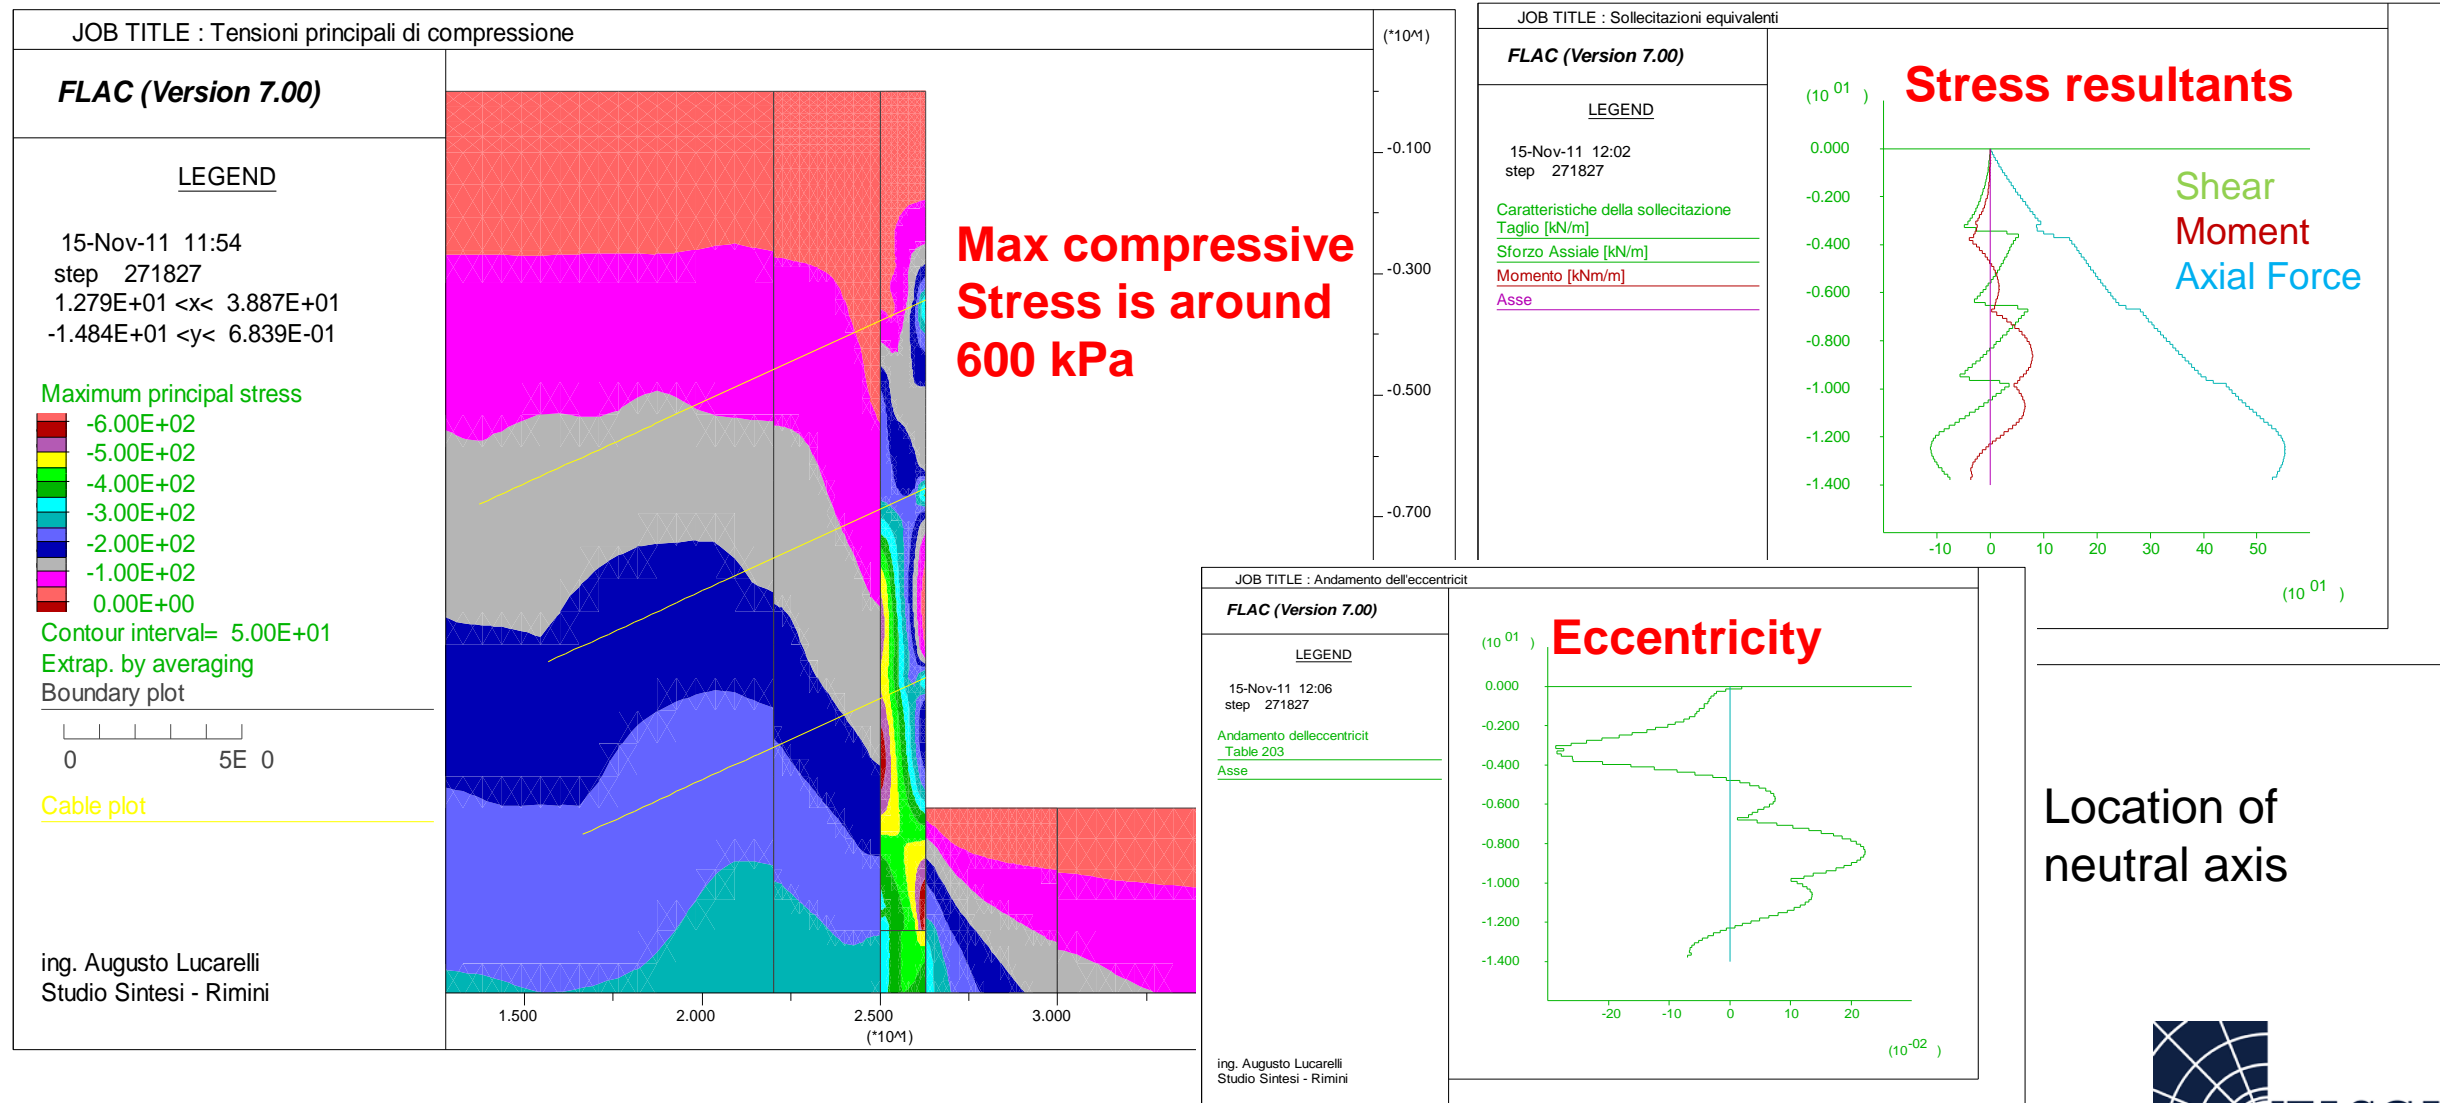 JOB TITLE : Tensioni principali di compressione
(*10^1)
FLAC (Version 7.00)
LEGEND
15-Nov-11 11:54
step 271827
1.279E+01 <x< 3.887E+01
-1.484E+01 <y< 6.839E-01
Maximum principal stress
-6.00E+02
-5.00E+02
-4.00E+02
-3.00E+02
-2.00E+02
-1.00E+02
0.00E+00
Contour interval= 5.00E+01
Extrap. by averaging
Boundary plot
0 5E 0
Cable plot
ing. Augusto Lucarelli
Studio Sintesi - Rimini
Max compressive
Stress is around
600 kPa
-0.100
-0.300
-0.500
-0.700
1.500 2.000 2.500 3.000
(*10^1)
JOB TITLE : Sollecitazioni equivalenti
FLAC (Version 7.00)
LEGEND
15-Nov-11 12:02
step 271827
Caratteristiche della sollecitazione
Taglio [kN/m]
Sforzo Assiale [kN/m]
Momento [kNm/m]
Asse
Stress resultants
(10 01 )
0.000
-0.200
-0.400
-0.600
-0.800
-1.000
-1.200
-1.400
Shear
Moment
Axial Force
-10 0 10 20 30 40 50
(10 01 )
JOB TITLE : Andamento dell'eccentricit
FLAC (Version 7.00)
LEGEND
15-Nov-11 12:06
step 271827
Andamento delleccentricit
Table 203
Asse
ing. Augusto Lucarelli
Studio Sintesi - Rimini
Eccentricity
(10 01 )
0.000
-0.200
-0.400
-0.600
-0.800
-1.000
-1.200
-1.400
-20 -10 0 10 20
(10 -02 )
Location of
neutral axis